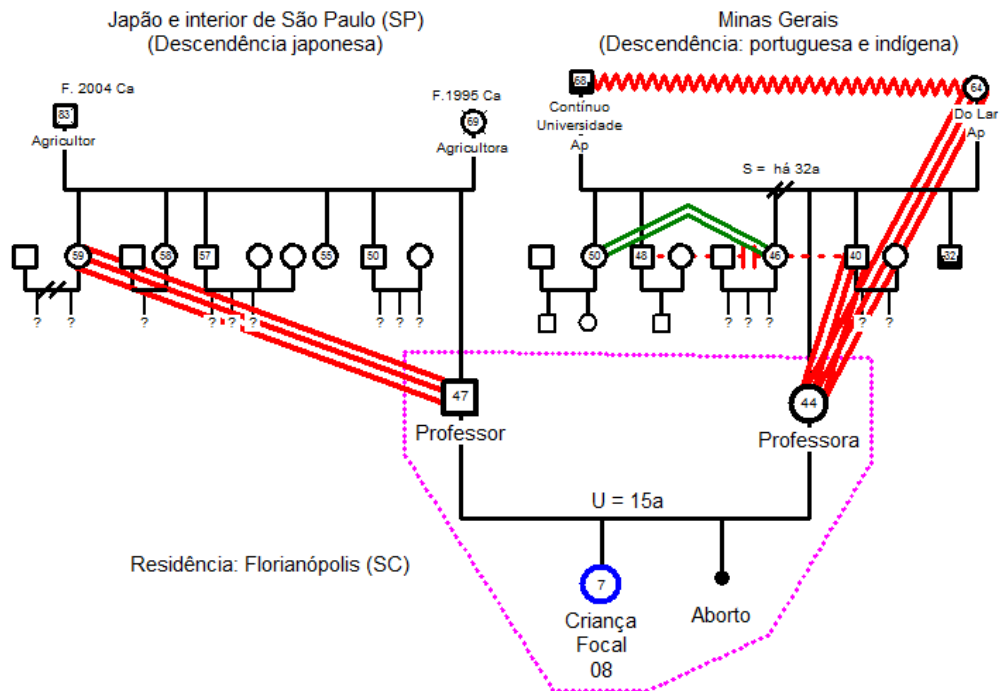 Japão e interior de São Paulo (SP)
(Descendência japonesa)
Minas Gerais
(Descendência: portuguesa e indígena)
F. 2004 Ca
83
Agricultor
F.1995 Ca
69
Agricultora
68
Contínuo
Universidade
Ap
64
Do Lar
Ap
S = há 32a
59
58
57
55
50
50
48
46
40
32
? ? ? ? ? ? ? ? ?
? ? ? ? ?
47
Professor
44
Professora
U = 15a
Residência: Florianópolis (SC)
7
Criança
Focal
08
Aborto